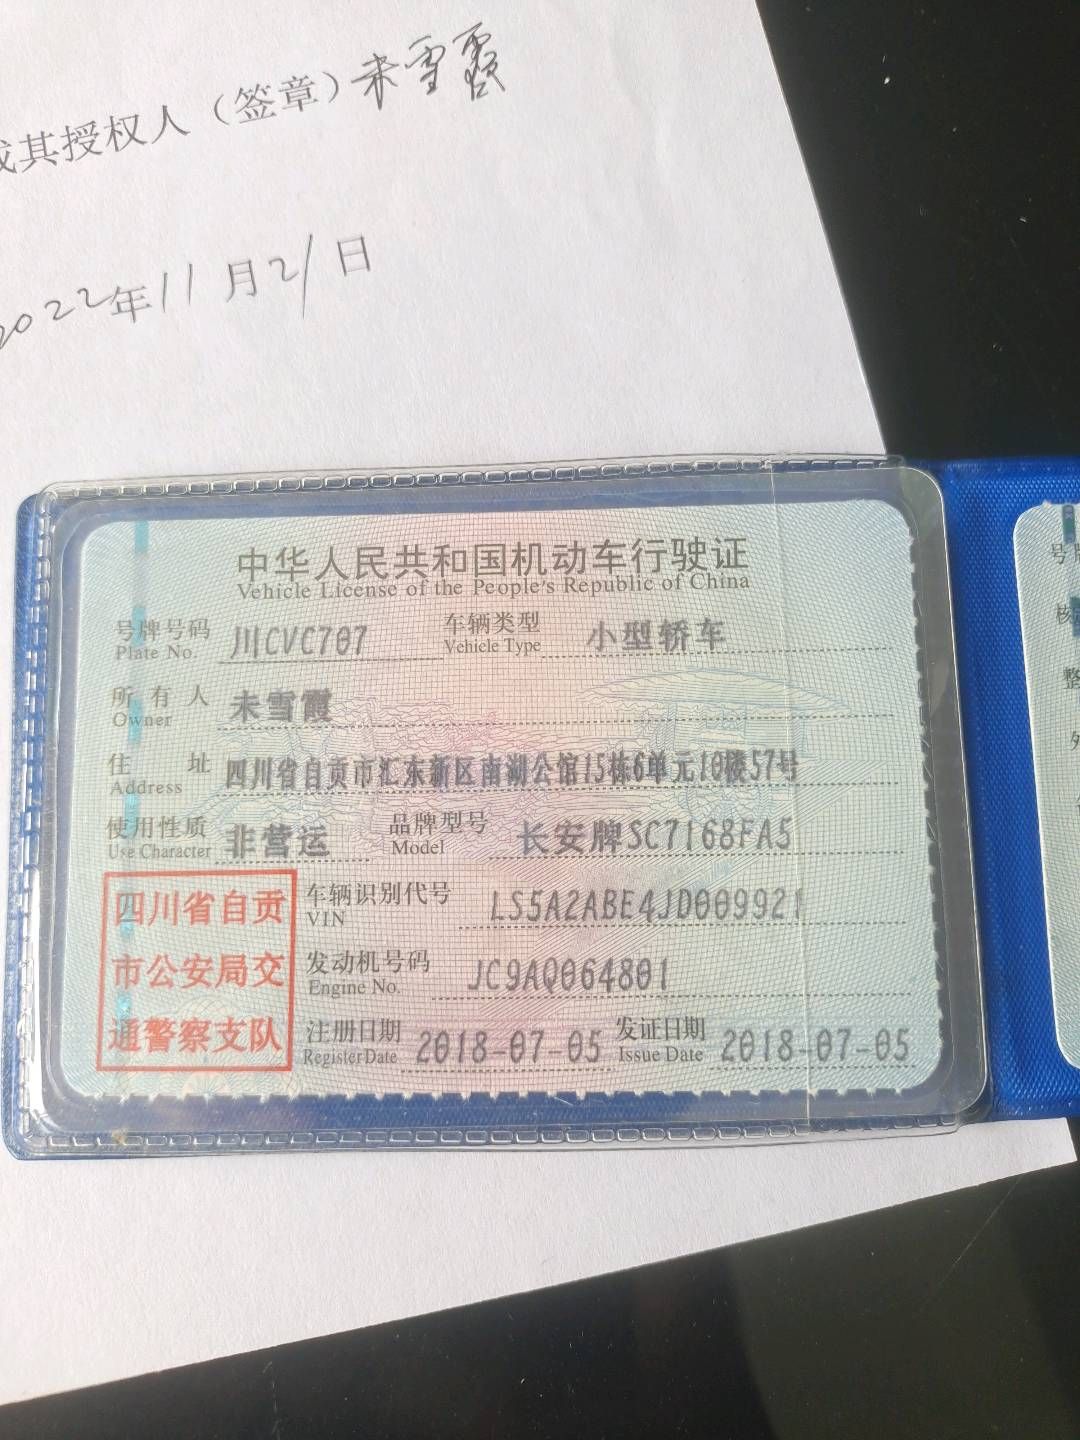 或其授权人（签章）未雪霞
2022年11月21日
中华人民共和国机动车行驶证
Vehicle License of the People's Republic of China
号牌号码 Plate No. 川CVC707 车辆类型 Vehicle Type 小型轿车
所有人 Owner 未雪霞
住址 Address 四川省自贡市汇东新区南湖公馆15栋6单元10楼57号
使用性质 Use Character 非营运 品牌型号 Model 长安牌SC7168FA5
四川省自贡
市公安局交
通警察支队
车辆识别代号 VIN LS5A2ABE4JD009921
发动机号码 Engine No. JC9AQ064801
注册日期 Register Date 2018-07-05 发证日期 Issue Date 2018-07-05
号
核
整